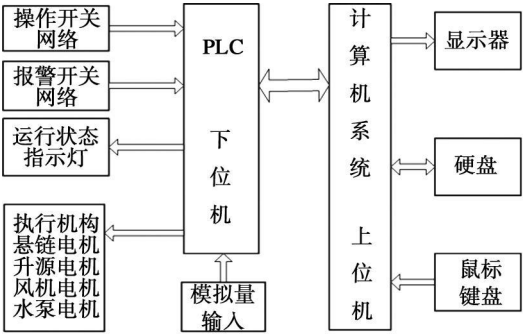 操作开关
网络
报警开关
网络
运行状态
指示灯
执行机构
悬链电机
升源电机
风机电机
水泵电机
PLC
下
位
机
模拟量
输入
计
算
机
系
统
上
位
机
显示器
硬盘
鼠标
键盘